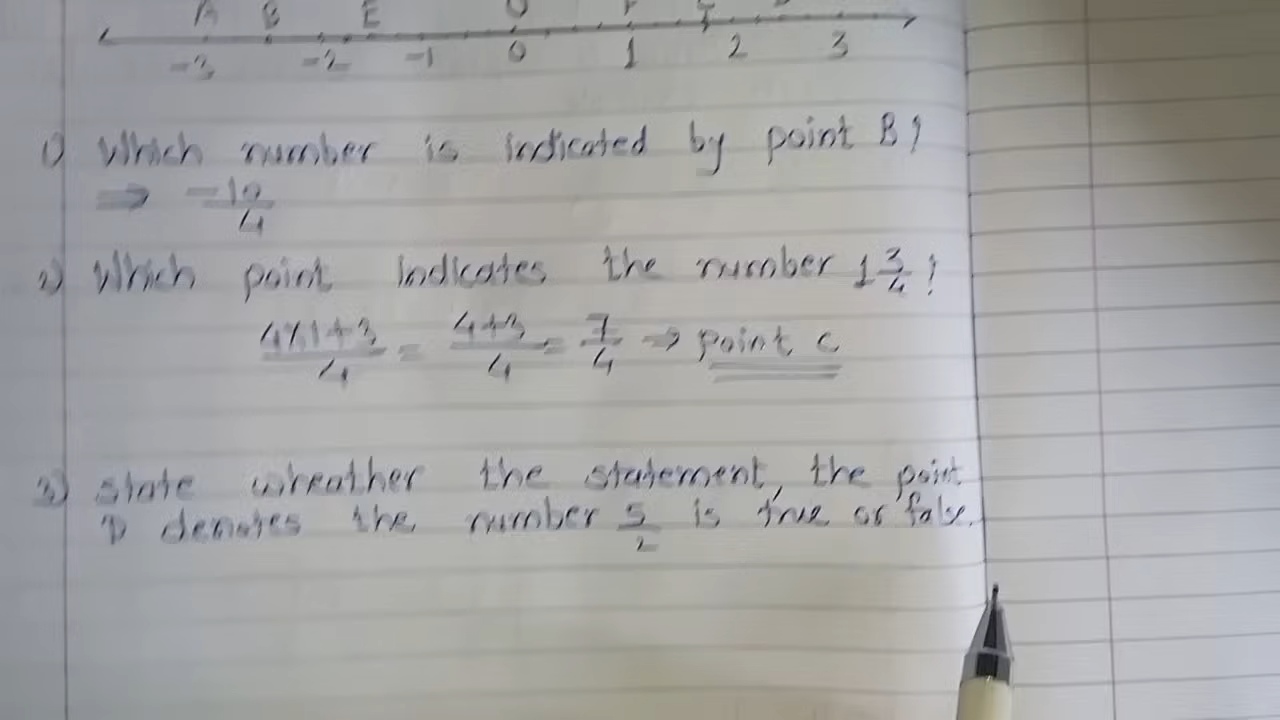 A B E
-3 -2 -1 0 1 2 3
1) Which number is indicated by point B?
⇒ -10/4
2) Which point indicates the number 1 3/4?
4×1+3/4 = 4+3/4 = 7/4 → point c
3) state wheather the statement, the point
D denotes the number 5/2 is true or false.